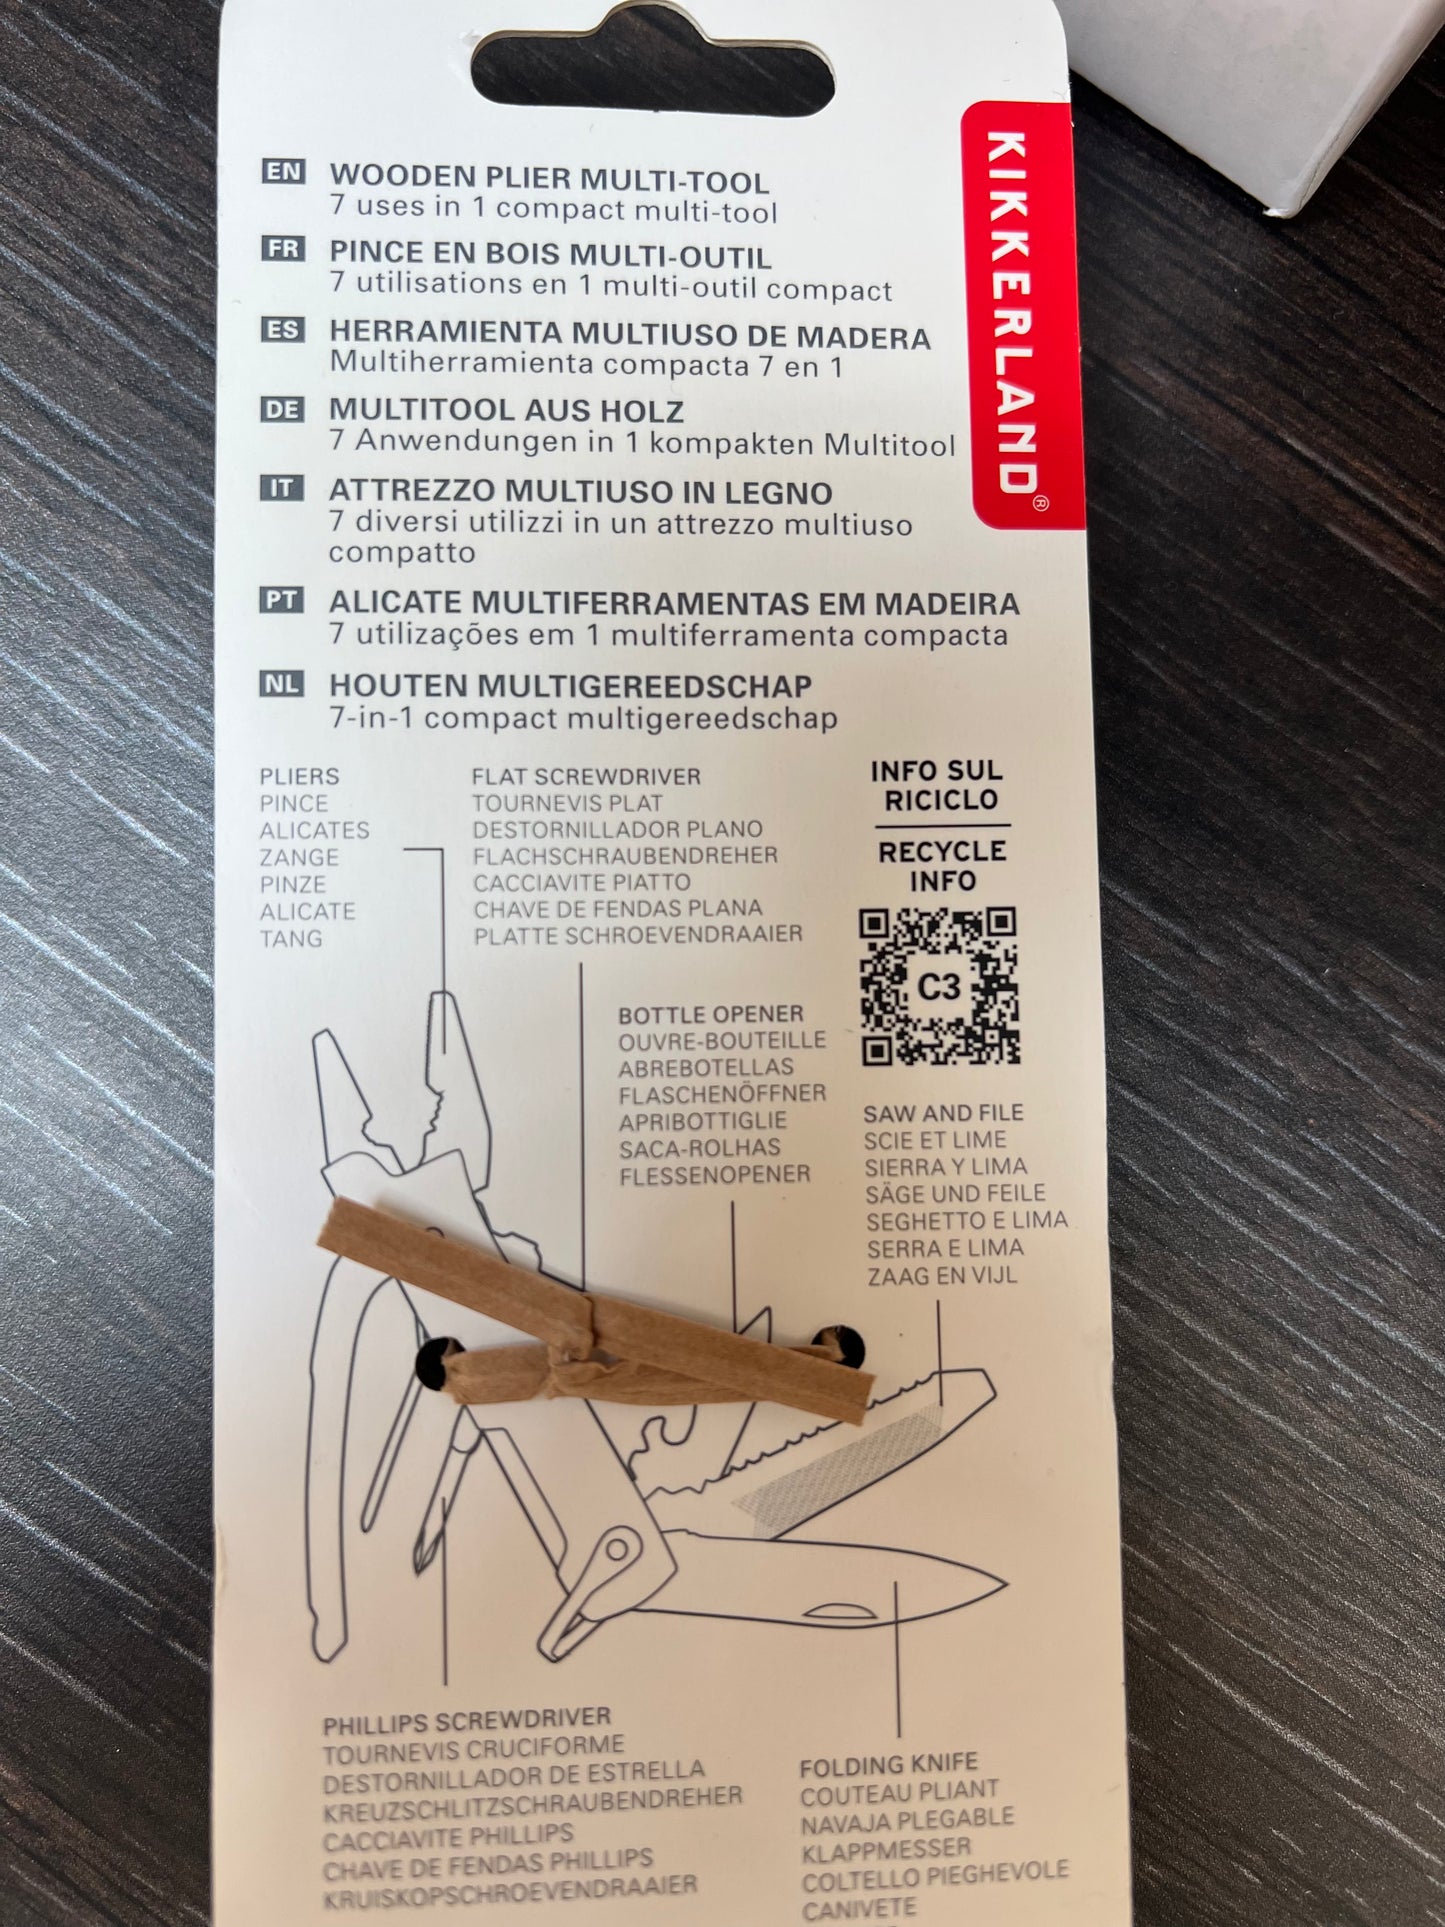 EN WOODEN PLIER MULTI-TOOL
7 uses in 1 compact multi-tool
FR PINCE EN BOIS MULTI-OUTIL
7 utilisations en 1 multi-outil compact
ES HERRAMIENTA MULTIUSO DE MADERA
Multiherramienta compacta 7 en 1
DE MULTITOOL AUS HOLZ
7 Anwendungen in 1 kompakten Multitool
IT ATTREZZO MULTIUSO IN LEGNO
7 diversi utilizzi in un attrezzo multiuso
compatto
PT ALICATE MULTIFERRAMENTAS EM MADEIRA
7 utilizações em 1 multiferramenta compacta
NL HOUTEN MULTIGEREEDSCHAP
7-in-1 compact multigereedschap
KIKKERLAND®
PLIERS
PINCE
ALICATES
ZANGE
PINZE
ALICATE
TANG
FLAT SCREWDRIVER
TOURNEVIS PLAT
DESTORNILLADOR PLANO
FLACHSCHRAUBENDREHER
CACCIAVITE PIATTO
CHAVE DE FENDAS PLANA
PLATTE SCHROEVENDRAAIER
INFO SUL
RICICLO
RECYCLE
INFO
C3
BOTTLE OPENER
OUVRE-BOUTEILLE
ABREBOTELLAS
FLASCHENÖFFNER
APRIBOTTIGLIE
SACA-ROLHAS
FLESSENOPENER
SAW AND FILE
SCIE ET LIME
SIERRA Y LIMA
SÄGE UND FEILE
SEGHETTO E LIMA
SERRA E LIMA
ZAAG EN VIJL
PHILLIPS SCREWDRIVER
TOURNEVIS CRUCIFORME
DESTORNILLADOR DE ESTRELLA
KREUZSCHLITZSCHRAUBENDREHER
CACCIAVITE PHILLIPS
CHAVE DE FENDAS PHILLIPS
KRUISKOPSCHROEVENDRAAIER
FOLDING KNIFE
COUTEAU PLIANT
NAVAJA PLEGABLE
KLAPPMESSER
COLTELLO PIEGHEVOLE
CANIVETE